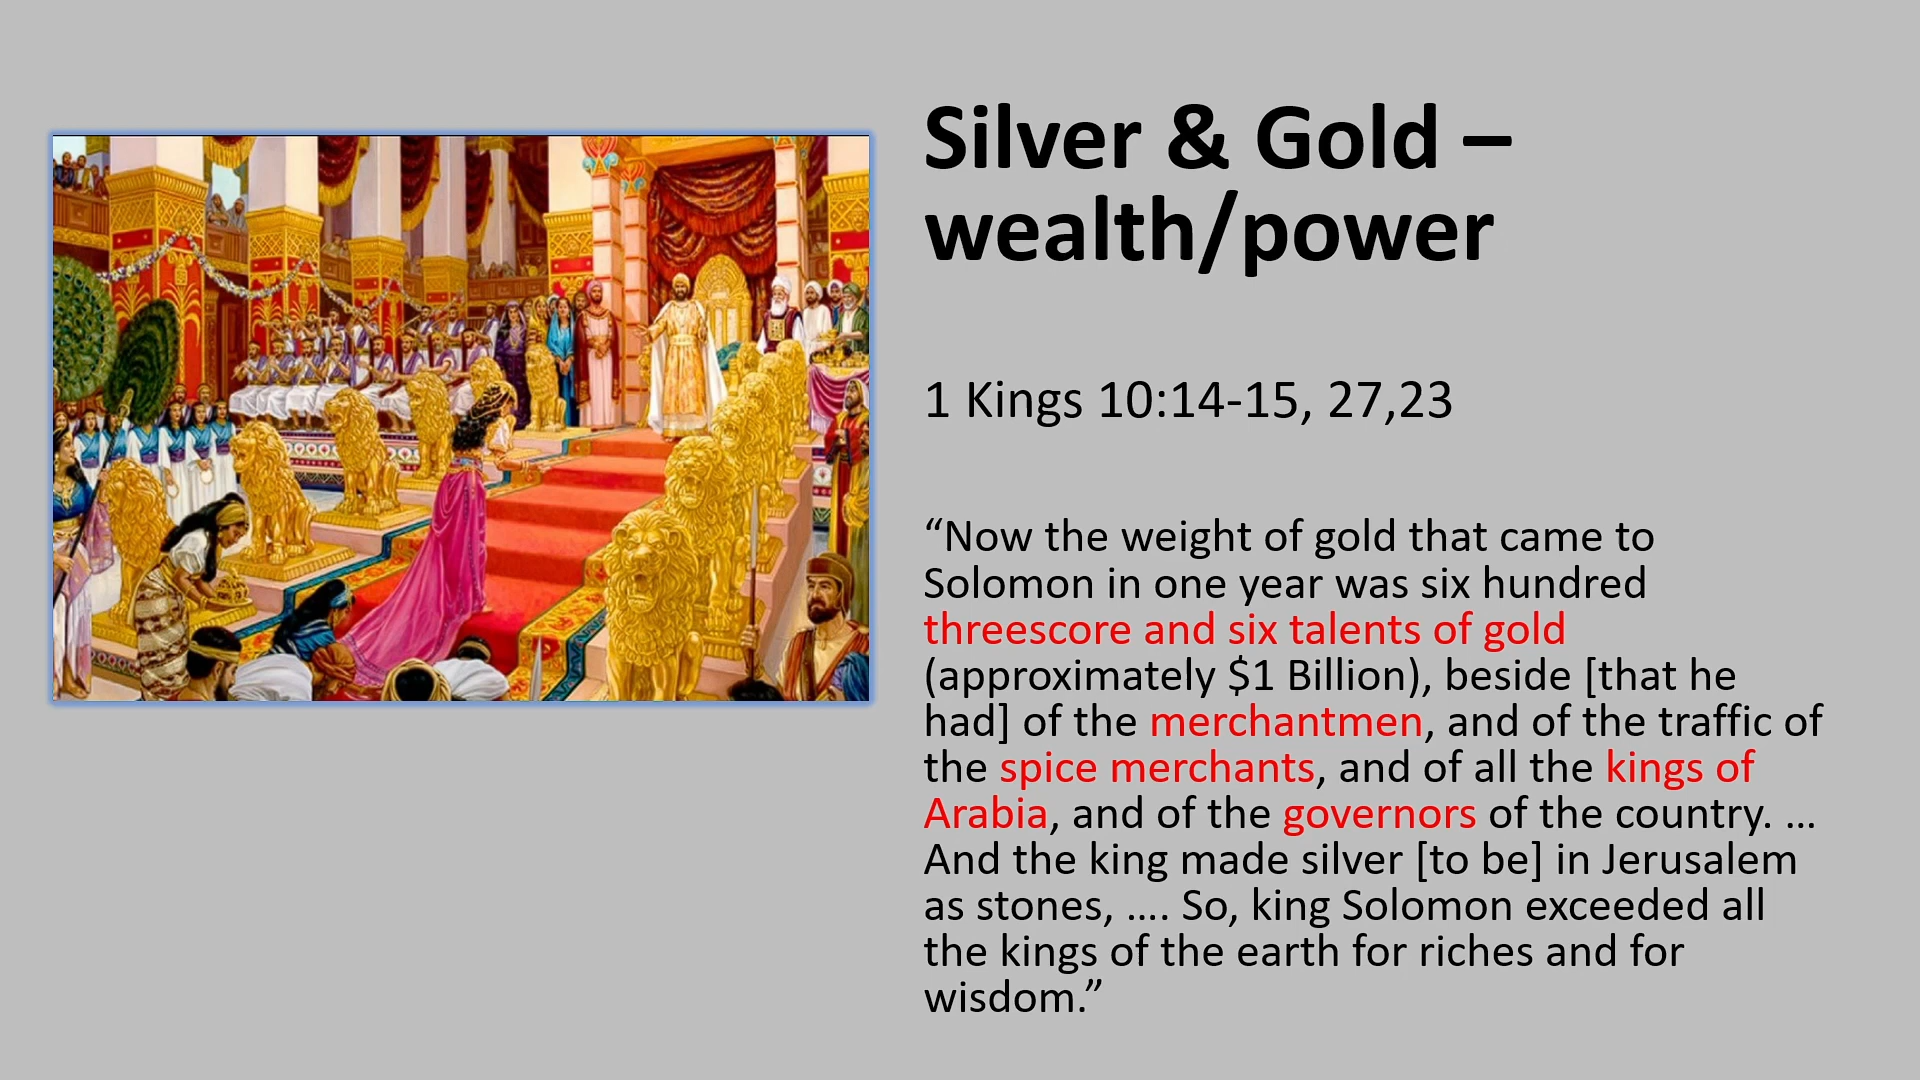 Silver & Gold –
wealth/power
1 Kings 10:14-15, 27,23
“Now the weight of gold that came to
Solomon in one year was six hundred
threescore and six talents of gold
(approximately $1 Billion), beside [that he
had] of the merchantmen, and of the traffic of
the spice merchants, and of all the kings of
Arabia, and of the governors of the country. …
And the king made silver [to be] in Jerusalem
as stones, …. So, king Solomon exceeded all
the kings of the earth for riches and for
wisdom.”